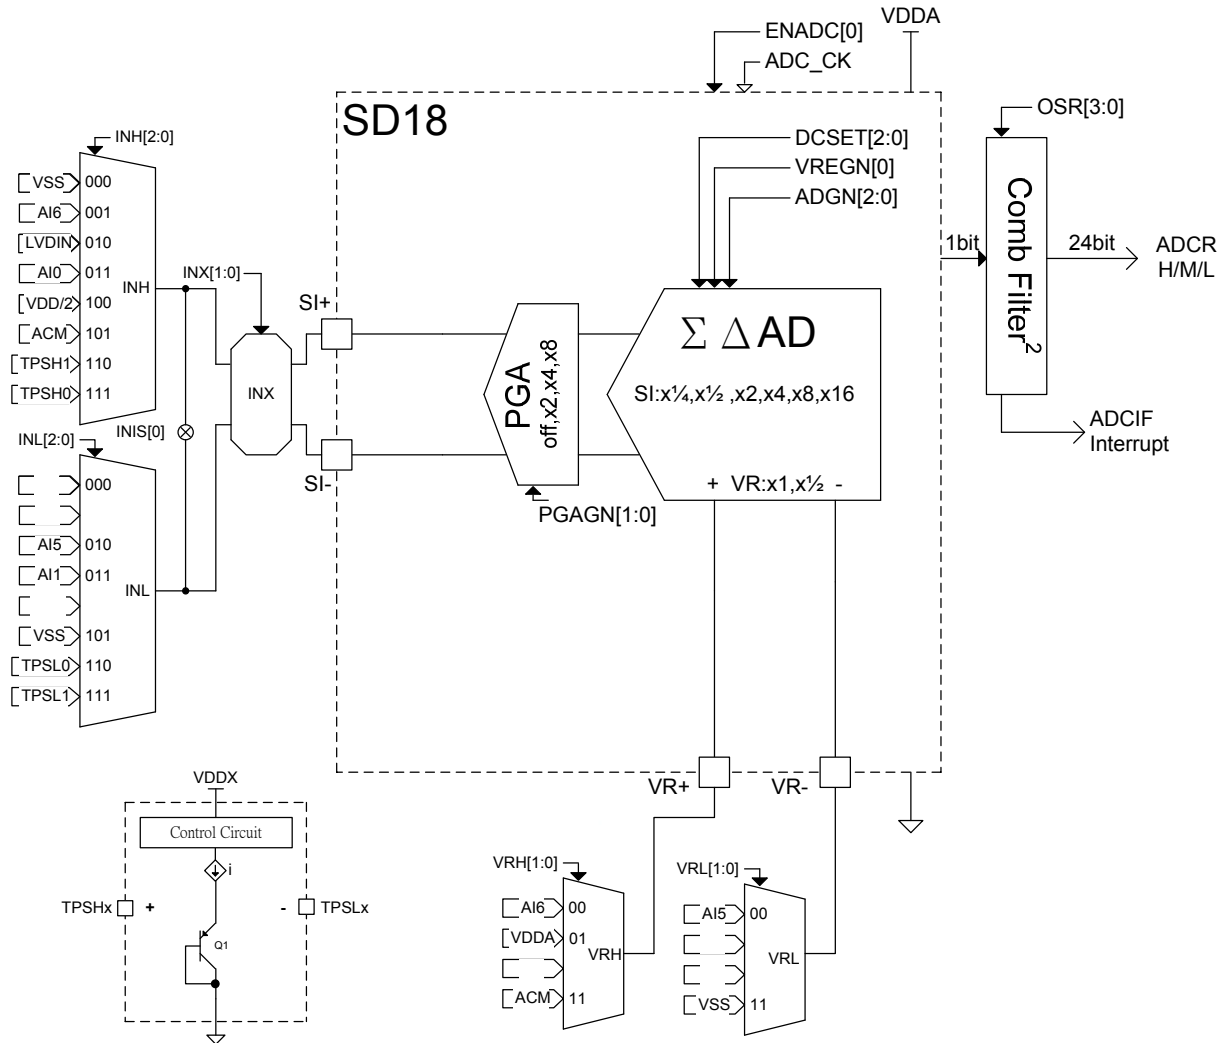 ENADC[0]
VDDA
ADC_CK
SD18
OSR[3:0]
INH[2:0]
DCSET[2:0]
VREGN[0]
ADGN[2:0]
VSS 000
AI6 001
LVDIN 010
AI0 011
VDD/2 100
ACM 101
TPSH1 110
TPSH0 111
INH
INX[1:0]
INX
SI+
SI-
INIS[0]
INL[2:0]
000
AI5 010
AI1 011
VSS 101
TPSL0 110
TPSL1 111
INL
PGA
off,x2,x4,x8
PGAGN[1:0]
Σ Δ AD
SI:x¼,x½ ,x2,x4,x8,x16
+ VR:x1,x½ -
1bit
Comb Filter²
24bit
ADCR
H/M/L
ADCIF
Interrupt
VR+
VR-
VDDX
Control Circuit
i
TPSHx
+
-
TPSLx
Q1
VRH[1:0]
AI6 00
VDDA 01
ACM 11
VRH
VRL[1:0]
AI5 00
VSS 11
VRL